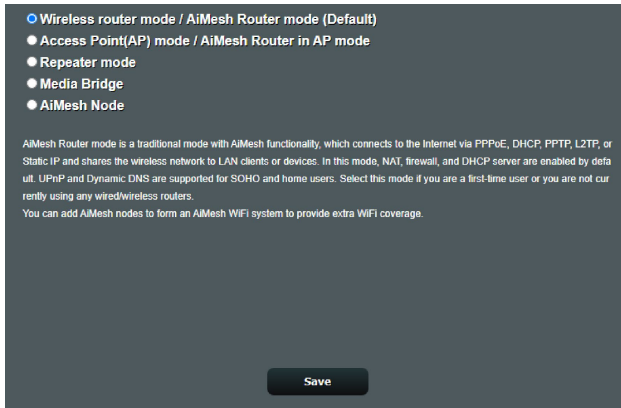 Wireless router mode / AiMesh Router mode (Default)
Access Point(AP) mode / AiMesh Router in AP mode
Repeater mode
Media Bridge
AiMesh Node
AiMesh Router mode is a traditional mode with AiMesh functionality, which connects to the Internet via PPPoE, DHCP, PPTP, L2TP, or
Static IP and shares the wireless network to LAN clients or devices. In this mode, NAT, firewall, and DHCP server are enabled by defa
ult. UPnP and Dynamic DNS are supported for SOHO and home users. Select this mode if you are a first-time user or you are not cur
rently using any wired/wireless routers.
You can add AiMesh nodes to form an AiMesh WiFi system to provide extra WiFi coverage.
Save